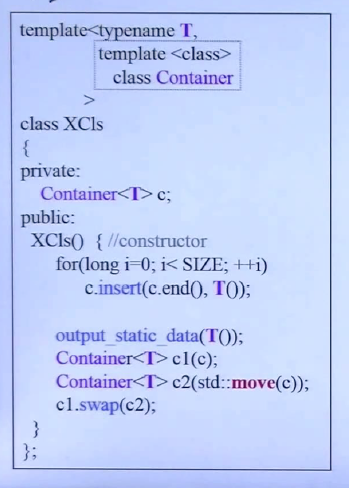 template<typename T,
template <class>
class Container
>
class XCls
{
private:
Container<T> c;
public:
XCls() { //constructor
for(long i=0; i< SIZE; ++i)
c.insert(c.end(), T());
output_static_data(T());
Container<T> c1(c);
Container<T> c2(std::move(c));
c1.swap(c2);
}
};